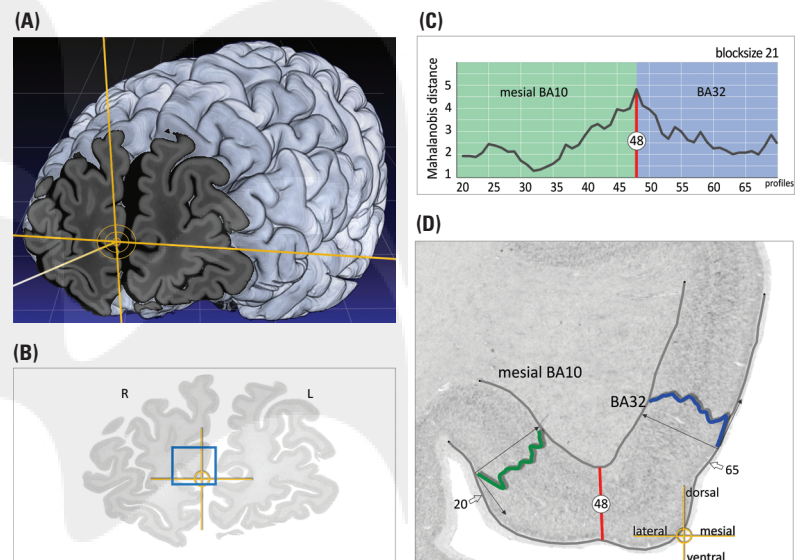 (A)
(B)
R
L
(C)
blocksize 21
Mahalanobis distance
mesial BA10
BA32
5
4
3
2
1
48
20 25 30 35 40 45 50 55 60 65
profiles
(D)
mesial BA10
BA32
65
20
48
dorsal
lateral
mesial
ventral